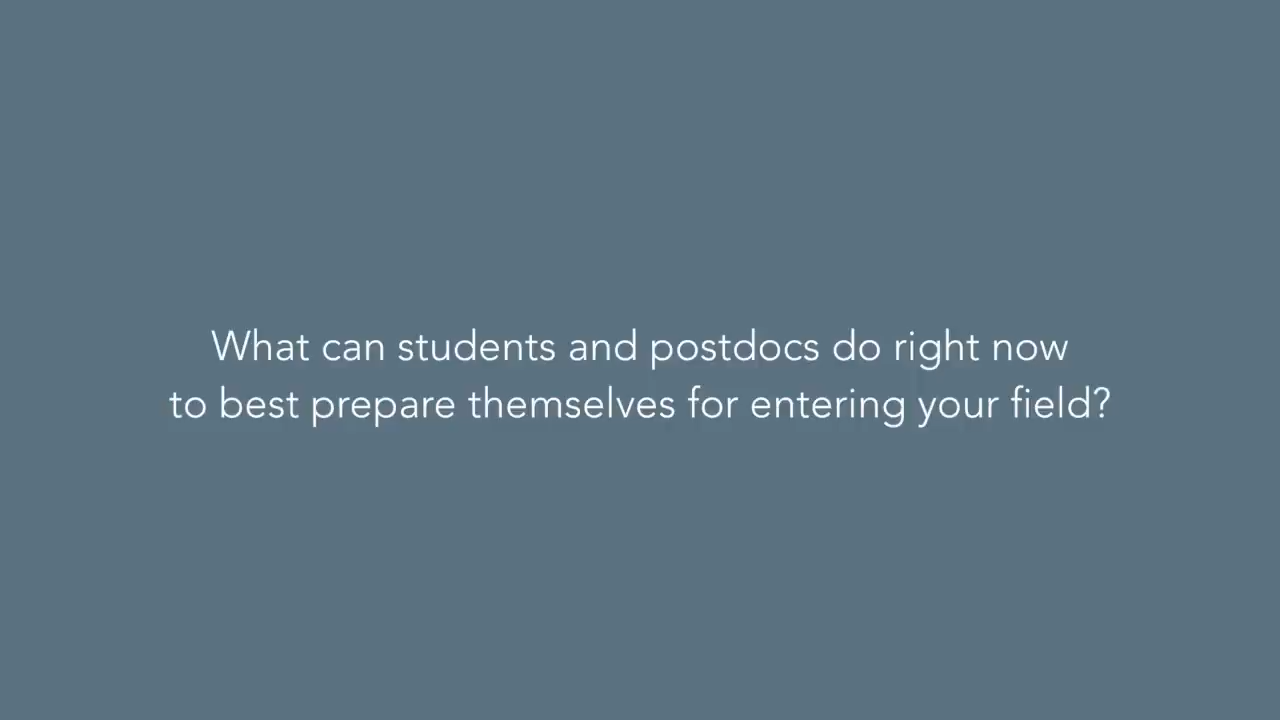 What can students and postdocs do right now
to best prepare themselves for entering your field?